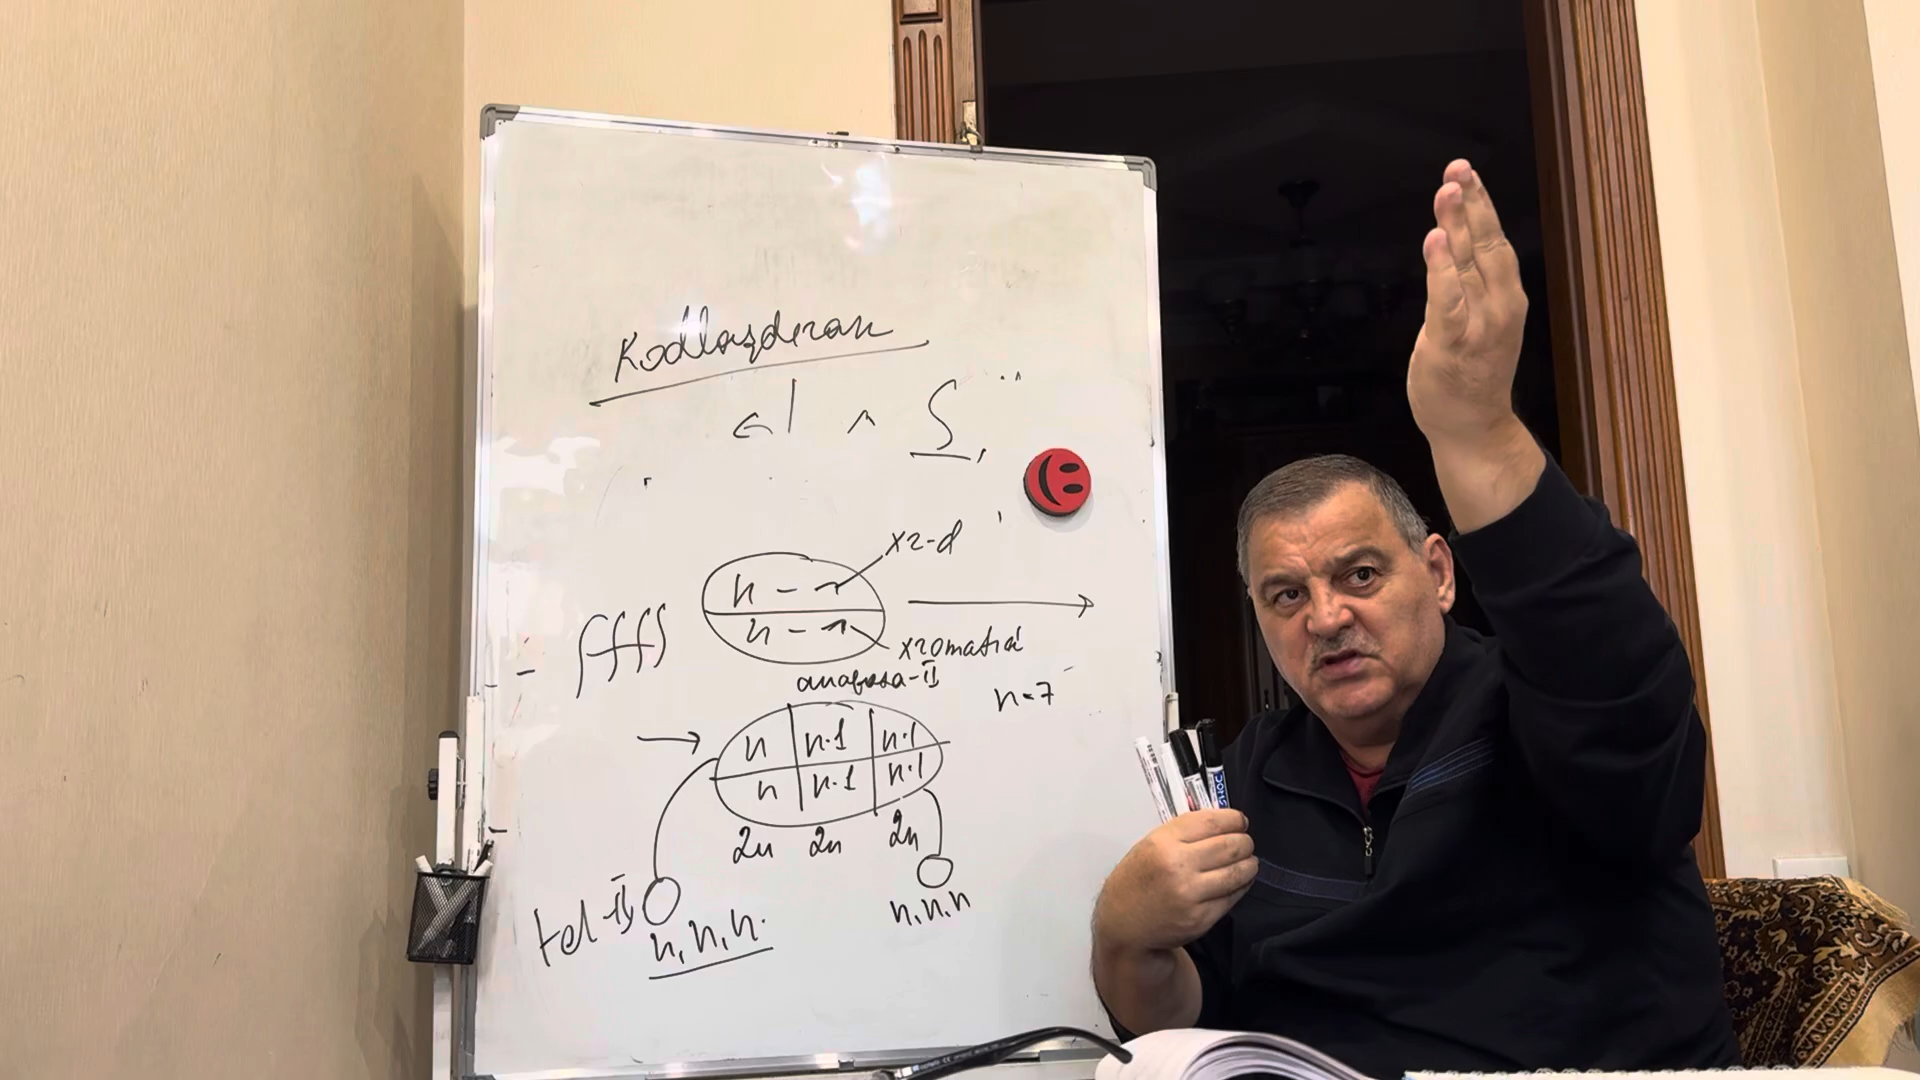 Kodlaşdıran
xr-d
n - 1
n - 1
xromatid
anafaza-II
n=7
n n·1 n·1
n n·1 n·1
2n 2n 2n
tel-II
n, n, n.
n, n, n